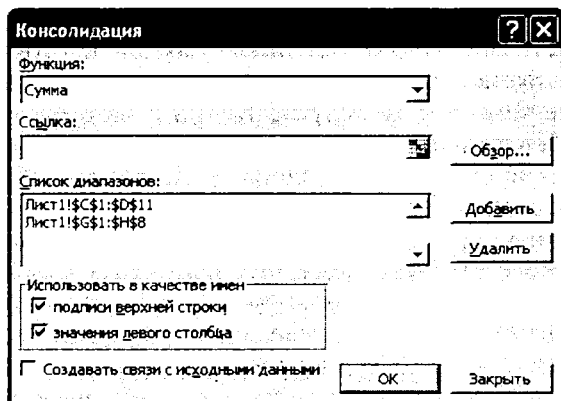 Консолидация
Функция:
Сумма
Ссылка:
Обзор...
Список диапазонов:
Лист1!$C$1:$D$11
Лист1!$G$1:$H$8
Добавить
Удалить
Использовать в качестве имен
подписи верхней строки
значения левого столбца
Создавать связи с исходными данными
ОК
Закрыть